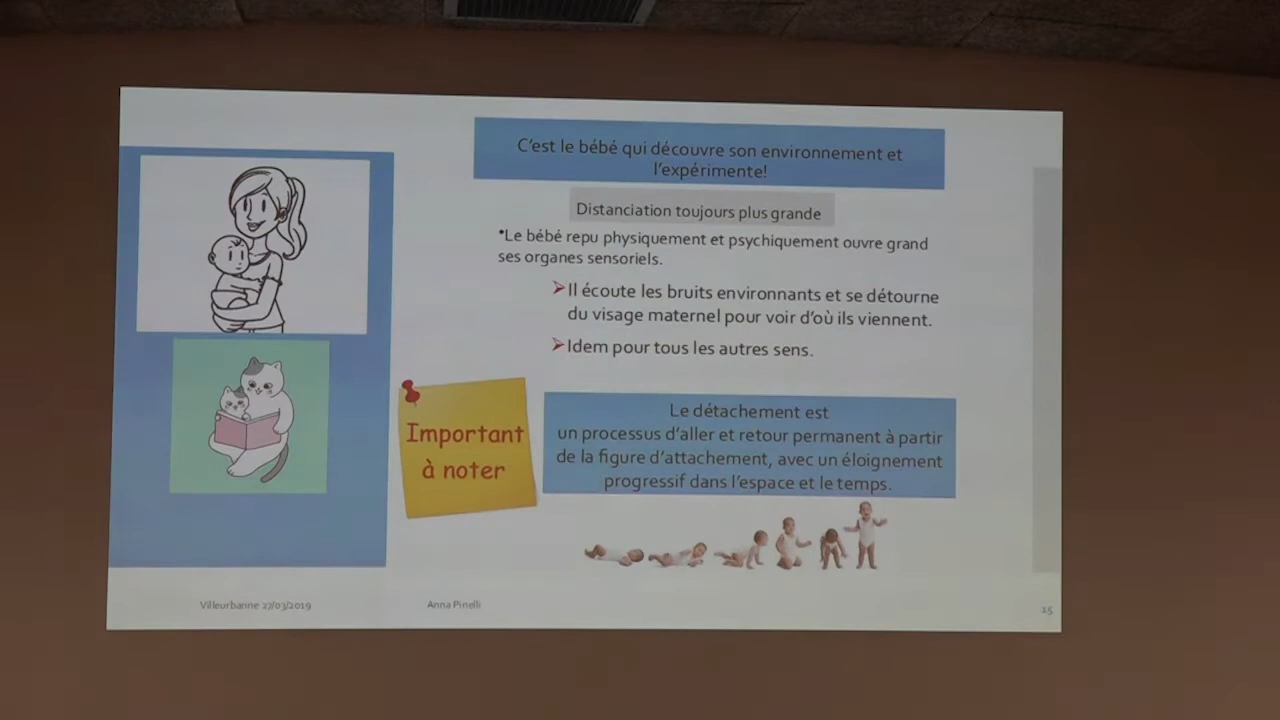 C'est le bébé qui découvre son environnement et
l'expérimente!
Distanciation toujours plus grande
•Le bébé repu physiquement et psychiquement ouvre grand
ses organes sensoriels.
➢Il écoute les bruits environnants et se détourne
du visage maternel pour voir d'où ils viennent.
➢Idem pour tous les autres sens.
Important
à noter
Le détachement est
un processus d'aller et retour permanent à partir
de la figure d'attachement, avec un éloignement
progressif dans l'espace et le temps.
Villeurbanne 27/03/2019
Anna Pinelli
15